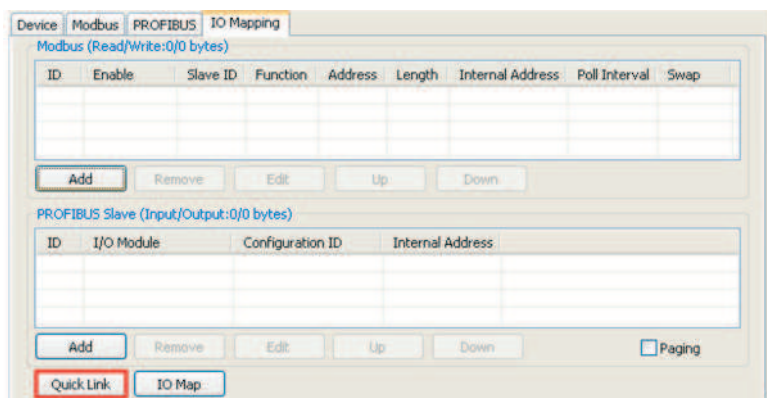 Device Modbus PROFIBUS IO Mapping
Modbus (Read/Write:0/0 bytes)
ID Enable Slave ID Function Address Length Internal Address Poll Interval Swap
Add Remove Edit Up Down
PROFIBUS Slave (Input/Output:0/0 bytes)
ID I/O Module Configuration ID Internal Address
Add Remove Edit Up Down Paging
Quick Link IO Map